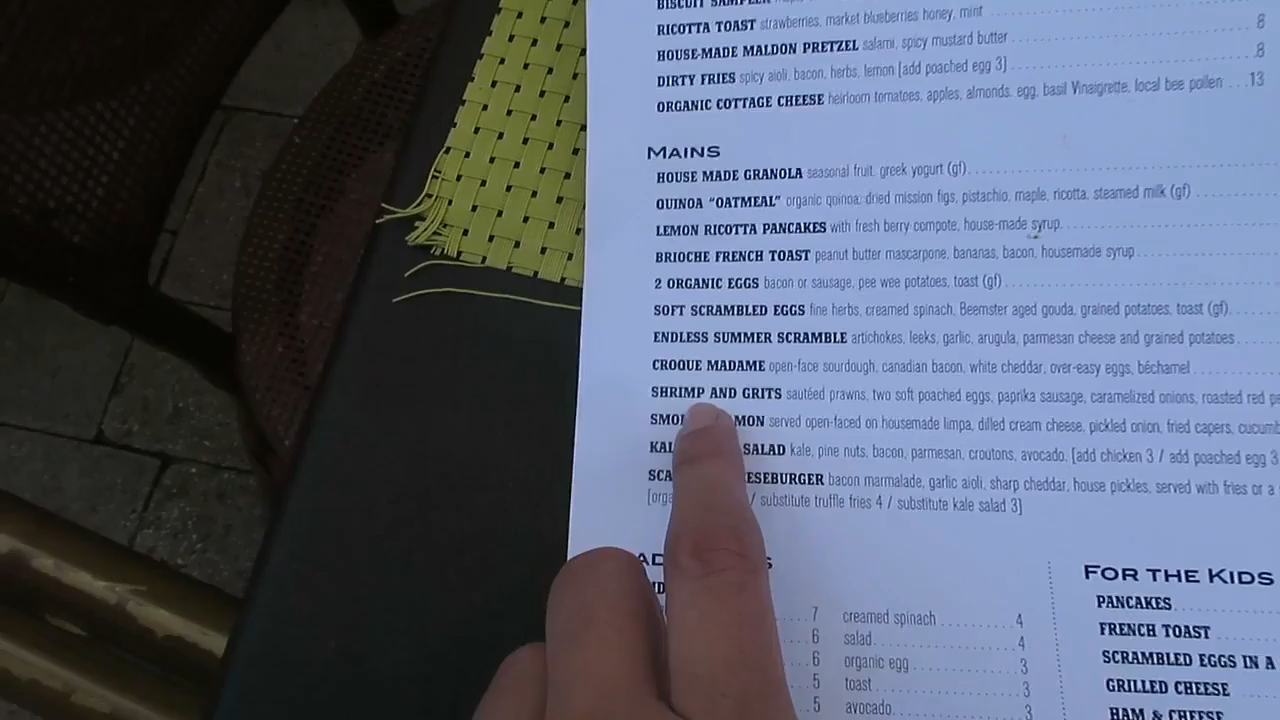 BISCUIT SAMPLER
RICOTTA TOAST strawberries, market blueberries honey, mint
HOUSE-MADE MALDON PRETZEL salami, spicy mustard butter 8
DIRTY FRIES spicy aioli, bacon, herbs, lemon [add poached egg 3] 8
ORGANIC COTTAGE CHEESE heirloom tomatoes, apples, almonds, egg, basil Vinaigrette, local bee pollen 13
MAINS
HOUSE MADE GRANOLA seasonal fruit, greek yogurt (gf)
QUINOA "OATMEAL" organic quinoa, dried mission figs, pistachio, maple, ricotta, steamed milk (gf)
LEMON RICOTTA PANCAKES with fresh berry compote, house-made syrup
BRIOCHE FRENCH TOAST peanut butter mascarpone, bananas, bacon, housemade syrup
2 ORGANIC EGGS bacon or sausage, pee wee potatoes, toast (gf)
SOFT SCRAMBLED EGGS fine herbs, creamed spinach, Beemster aged gouda, grained potatoes, toast (gf)
ENDLESS SUMMER SCRAMBLE artichokes, leeks, garlic, arugula, parmesan cheese and grained potatoes
CROQUE MADAME open-face sourdough, canadian bacon, white cheddar, over-easy eggs, béchamel
SHRIMP AND GRITS sautéed prawns, two soft poached eggs, paprika sausage, caramelized onions, roasted red
MON served open-faced on housemade limpa, dilled cream cheese, pickled onion, fried capers,
SALAD kale, pine nuts, bacon, parmesan, croutons, avocado, [add chicken 3 / add poached egg 3
ESEBURGER bacon marmalade, garlic aioli, sharp cheddar, house pickles, served with fries or a
/ substitute truffle fries 4 / substitute kale salad 3]
7 creamed spinach 4
6 salad 4
6 organic egg 3
5 toast 3
5 avocado 3
FOR THE KIDS
PANCAKES
FRENCH TOAST
SCRAMBLED EGGS IN A
GRILLED CHEESE
HAM & CHEESE